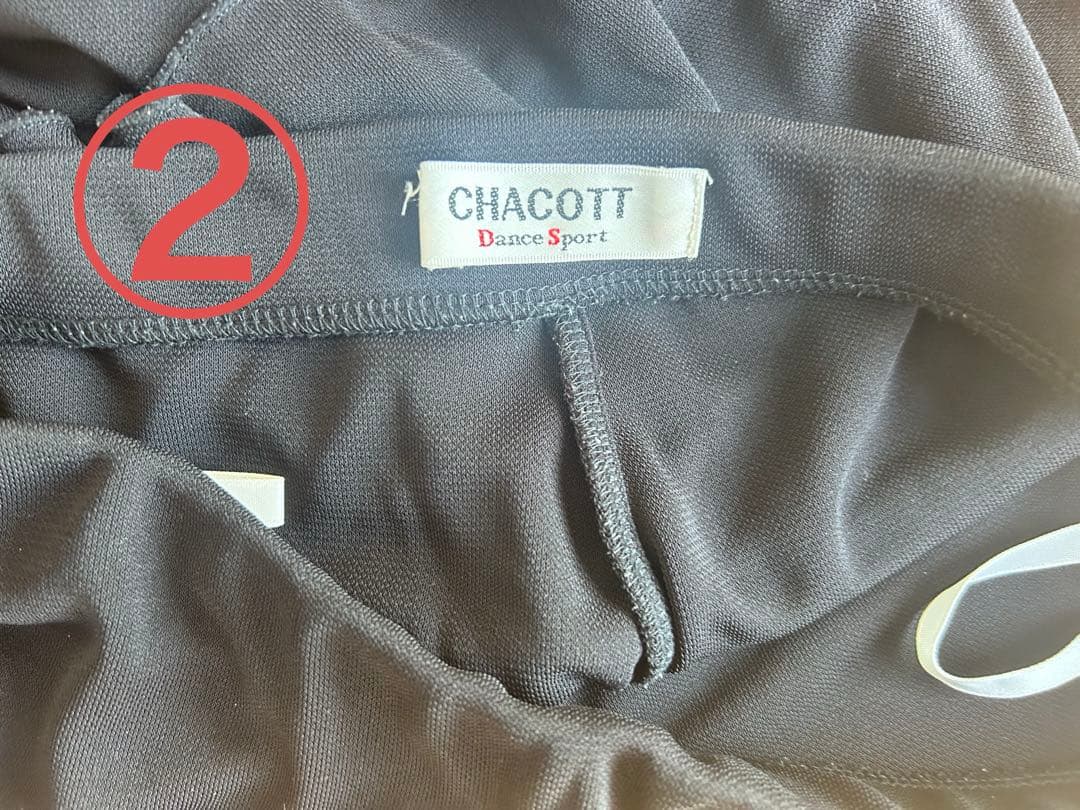 ②
CHACOTT
Dance Sport